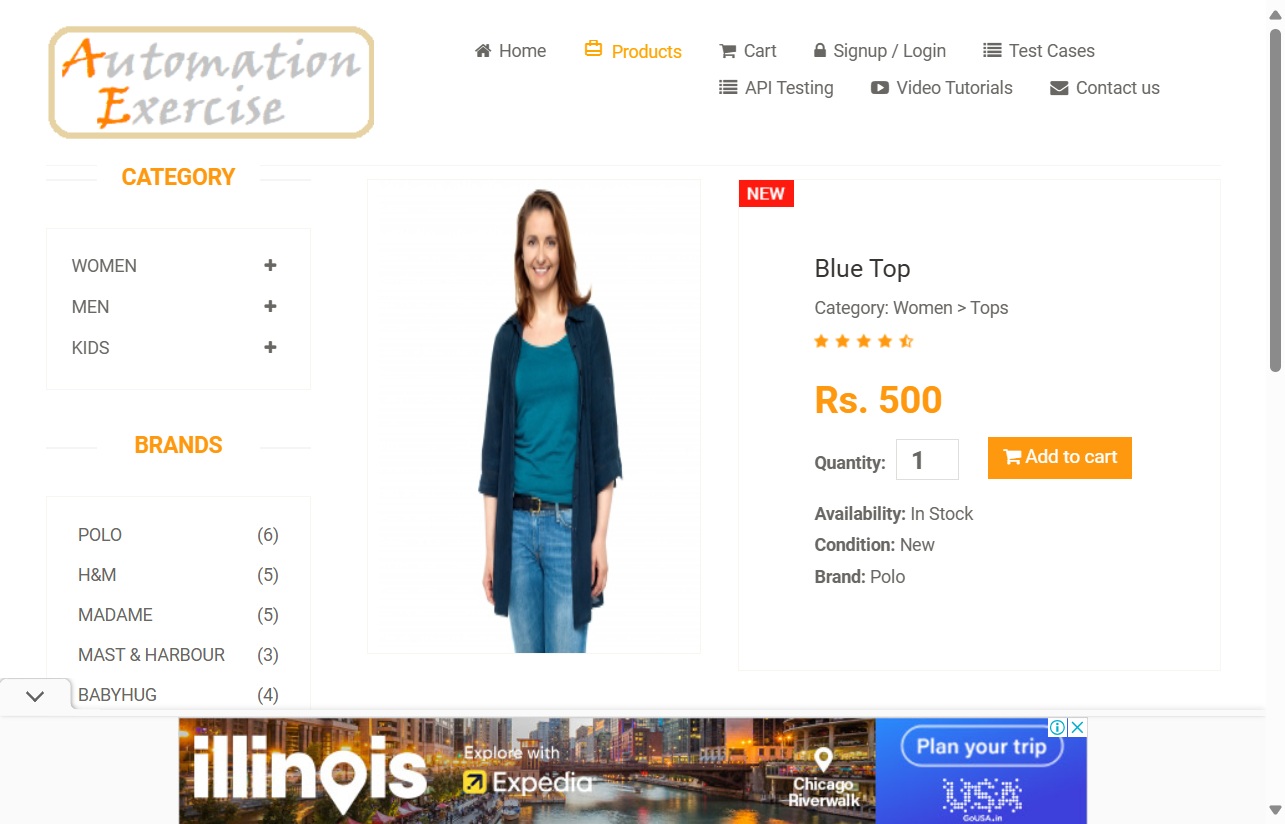 Automation
Exercise
Home
Products
Cart
Signup / Login
Test Cases
API Testing
Video Tutorials
Contact us
CATEGORY
WOMEN
MEN
KIDS
BRANDS
POLO (6)
H&M (5)
MADAME (5)
MAST & HARBOUR (3)
BABYHUG (4)
NEW
Blue Top
Category: Women > Tops
Rs. 500
Quantity: 1
Add to cart
Availability: In Stock
Condition: New
Brand: Polo
illinois
Explore with
Expedia
Chicago
Riverwalk
Plan your trip
USA
GoUSA.in